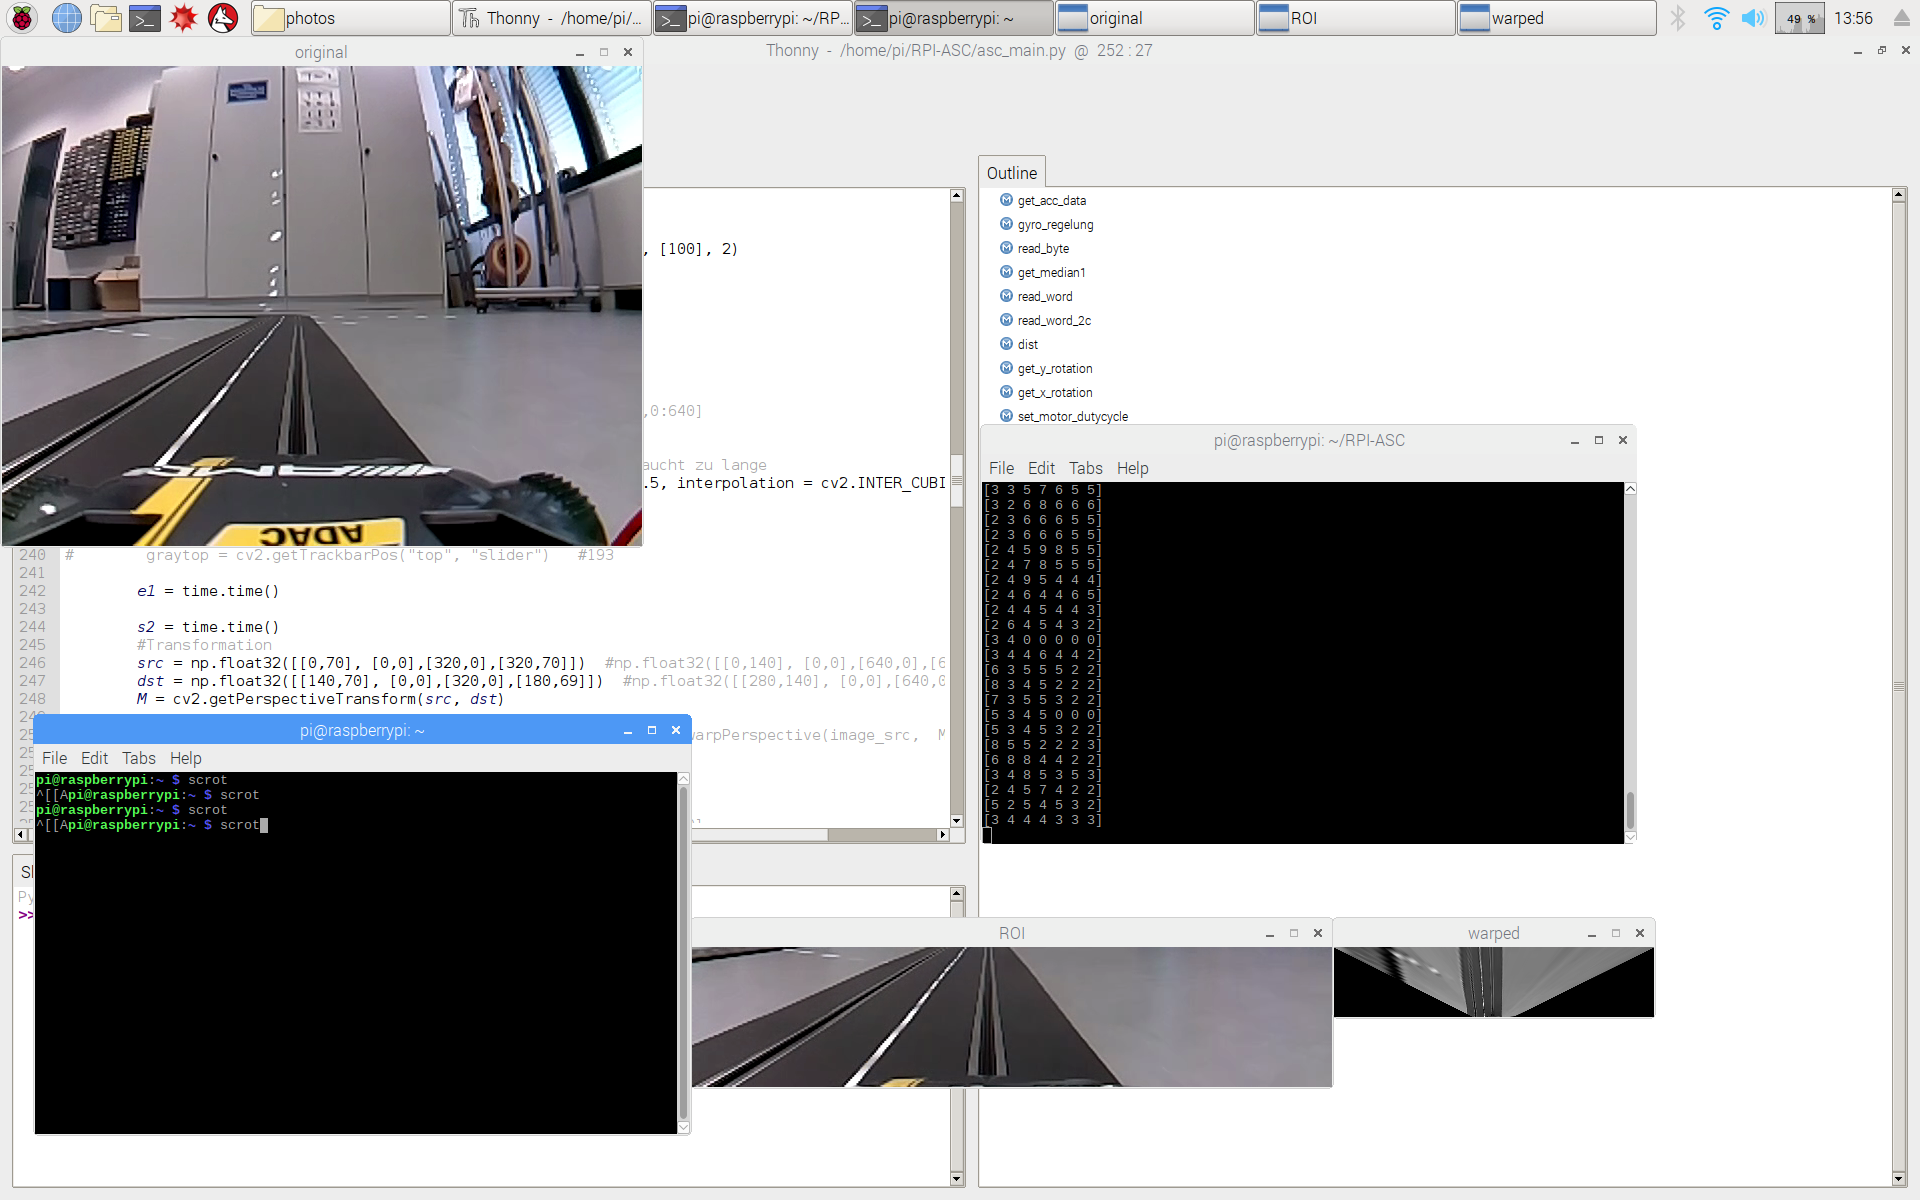 photos
Thonny - /home/pi/...
pi@raspberrypi: ~/RP...
pi@raspberrypi: ~
original
ROI
warped
49 %
13:56
original
Thonny - /home/pi/RPI-ASC/asc_main.py @ 252 : 27
ADAC
, [100], 2)
,0:640]
aucht zu lange
.5, interpolation = cv2.INTER_CUBI
240 # graytop = cv2.getTrackbarPos("top", "slider") #193
241
242 e1 = time.time()
243
244 s2 = time.time()
245 #Transformation
246 src = np.float32([[0,70], [0,0],[320,0],[320,70]]) #np.float32([[0,140], [0,0],[640,0],[6
247 dst = np.float32([[140,70], [0,0],[320,0],[180,69]]) #np.float32([[280,140], [0,0],[640,0
248 M = cv2.getPerspectiveTransform(src, dst)
warpPerspective(image_src, M
Outline
get_acc_data
gyro_regelung
read_byte
get_median1
read_word
read_word_2c
dist
get_y_rotation
get_x_rotation
set_motor_dutycycle
pi@raspberrypi: ~/RPI-ASC
File Edit Tabs Help
[3 3 5 7 6 5 5]
[3 2 6 8 6 6 6]
[2 3 6 6 6 5 5]
[2 3 6 6 6 5 5]
[2 4 5 9 8 5 5]
[2 4 7 8 5 5 5]
[2 4 9 5 4 4 4]
[2 4 6 4 4 6 5]
[2 4 4 5 4 4 3]
[2 6 4 5 4 3 2]
[3 4 0 0 0 0 0]
[3 4 4 6 4 4 2]
[6 3 5 5 5 2 2]
[8 3 4 5 2 2 2]
[7 3 5 5 3 2 2]
[5 3 4 5 0 0 0]
[5 3 4 5 3 2 2]
[8 5 5 2 2 2 3]
[6 8 8 4 4 2 2]
[3 4 8 5 3 5 3]
[2 4 5 7 4 2 2]
[5 2 5 4 5 3 2]
[3 4 4 4 3 3 3]
pi@raspberrypi: ~
File Edit Tabs Help
pi@raspberrypi:~ $ scrot
^[[Api@raspberrypi:~ $ scrot
pi@raspberrypi:~ $ scrot
^[[Api@raspberrypi:~ $ scrot
>>
ROI
warped